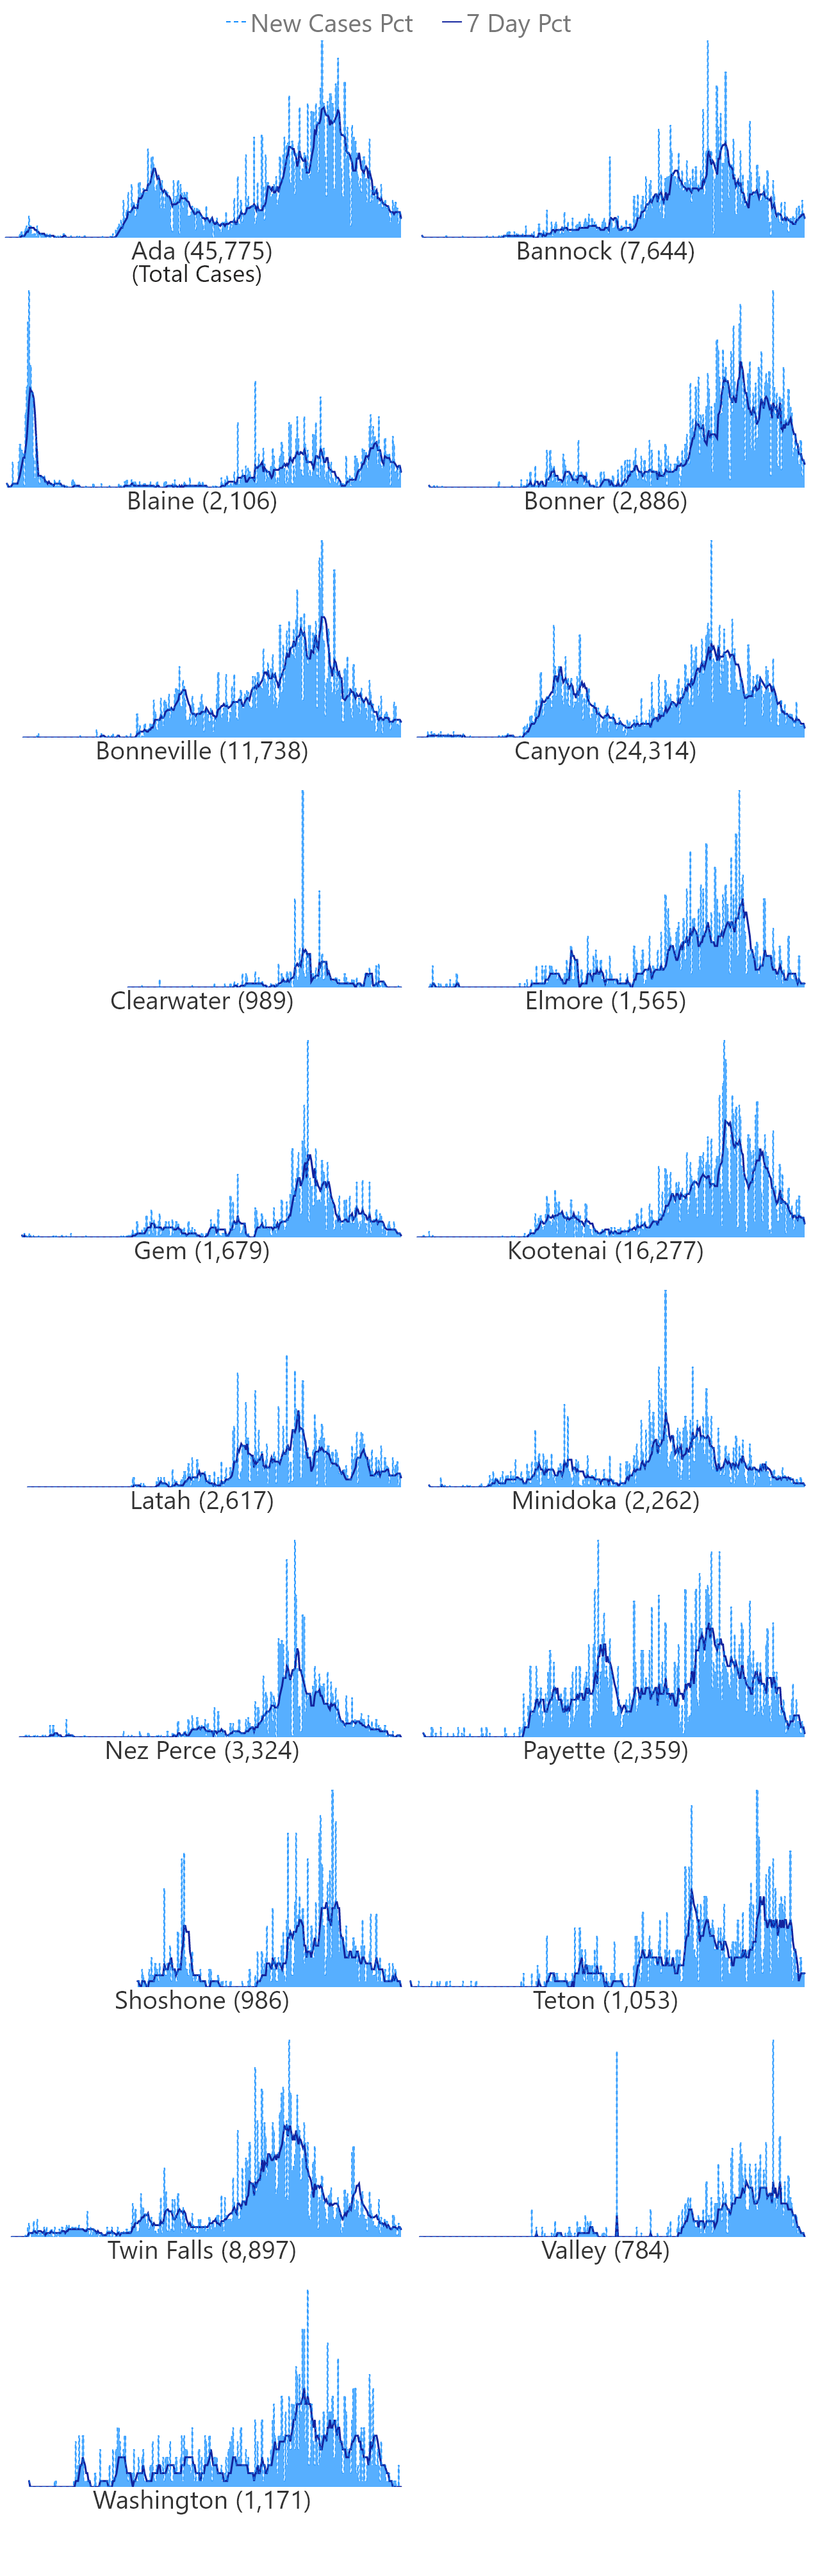 New Cases Pct 7 Day Pct
Ada (45,775)
(Total Cases)
Bannock (7,644)
Blaine (2,106)
Bonner (2,886)
Bonneville (11,738)
Canyon (24,314)
Clearwater (989)
Elmore (1,565)
Gem (1,679)
Kootenai (16,277)
Latah (2,617)
Minidoka (2,262)
Nez Perce (3,324)
Payette (2,359)
Shoshone (986)
Teton (1,053)
Twin Falls (8,897)
Valley (784)
Washington (1,171)